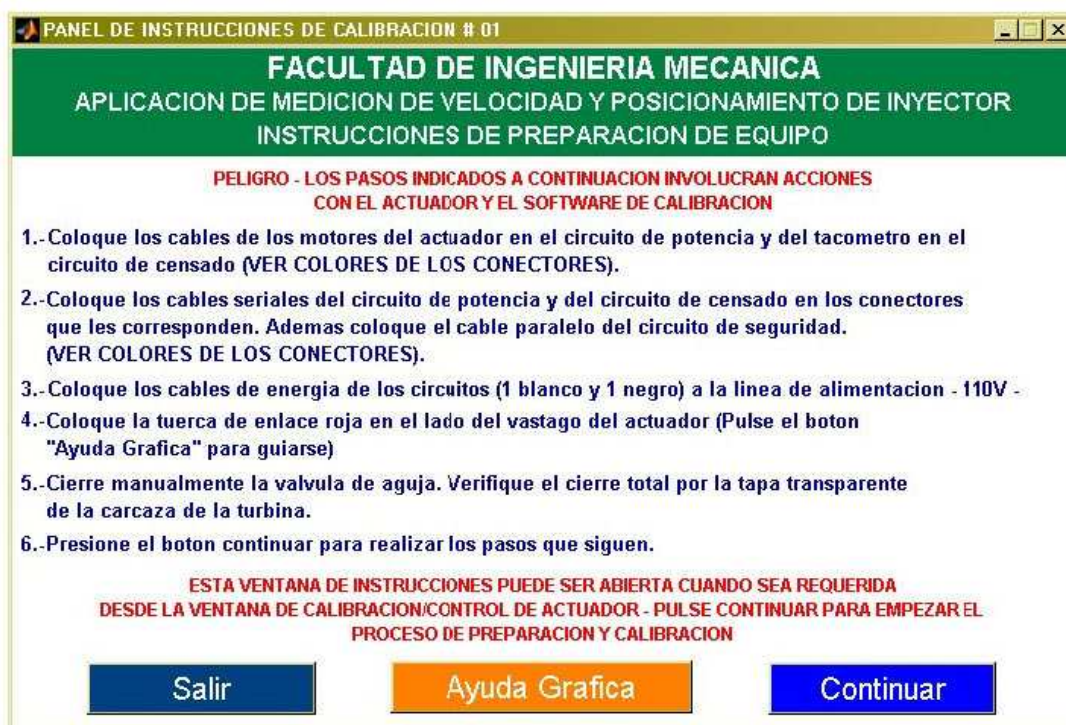 PANEL DE INSTRUCCIONES DE CALIBRACION # 01
FACULTAD DE INGENIERIA MECANICA
APLICACION DE MEDICION DE VELOCIDAD Y POSICIONAMIENTO DE INYECTOR
INSTRUCCIONES DE PREPARACION DE EQUIPO
PELIGRO - LOS PASOS INDICADOS A CONTINUACION INVOLUCRAN ACCIONES
CON EL ACTUADOR Y EL SOFTWARE DE CALIBRACION
1.-Coloque los cables de los motores del actuador en el circuito de potencia y del tacometro en el
circuito de censado (VER COLORES DE LOS CONECTORES).
2.-Coloque los cables seriales del circuito de potencia y del circuito de censado en los conectores
que les corresponden. Ademas coloque el cable paralelo del circuito de seguridad.
(VER COLORES DE LOS CONECTORES).
3.-Coloque los cables de energia de los circuitos (1 blanco y 1 negro) a la linea de alimentacion - 110V -
4.-Coloque la tuerca de enlace roja en el lado del vastago del actuador (Pulse el boton
"Ayuda Grafica" para guiarse)
5.-Cierre manualmente la valvula de aguja. Verifique el cierre total por la tapa transparente
de la carcaza de la turbina.
6.-Presione el boton continuar para realizar los pasos que siguen.
ESTA VENTANA DE INSTRUCCIONES PUEDE SER ABIERTA CUANDO SEA REQUERIDA
DESDE LA VENTANA DE CALIBRACION/CONTROL DE ACTUADOR - PULSE CONTINUAR PARA EMPEZAR EL
PROCESO DE PREPARACION Y CALIBRACION
Salir Ayuda Grafica Continuar